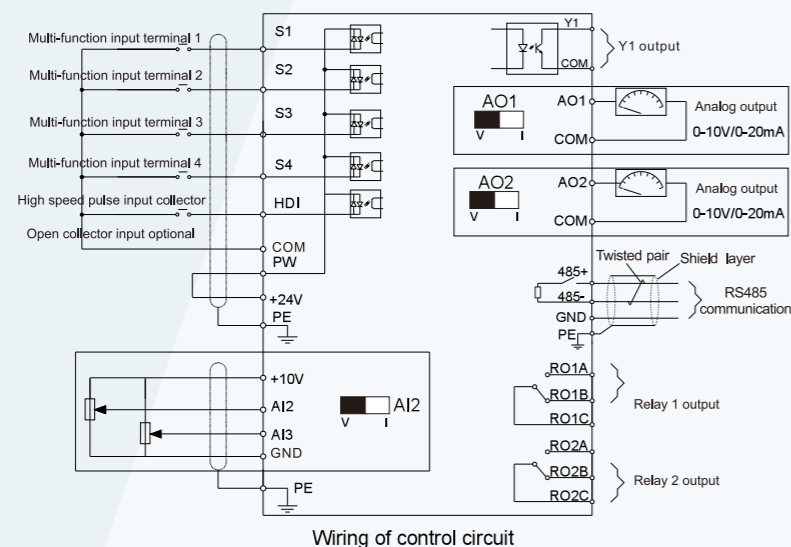 Multi-function input terminal 1
S1
Multi-function input terminal 2
S2
Multi-function input terminal 3
S3
Multi-function input terminal 4
S4
High speed pulse input collector
HDI
Open collector input optional
COM
PW
+24V
PE
+10V
AI2
AI3
GND
PE
V I
AI2
Y1
COM
Y1 output
AO1
V I
AO1
COM
Analog output
0-10V/0-20mA
AO2
V I
AO2
COM
Analog output
0-10V/0-20mA
Twisted pair
Shield layer
485+
485-
GND
PE
RS485
communication
RO1A
RO1B
RO1C
Relay 1 output
RO2A
RO2B
RO2C
Relay 2 output
Wiring of control circuit